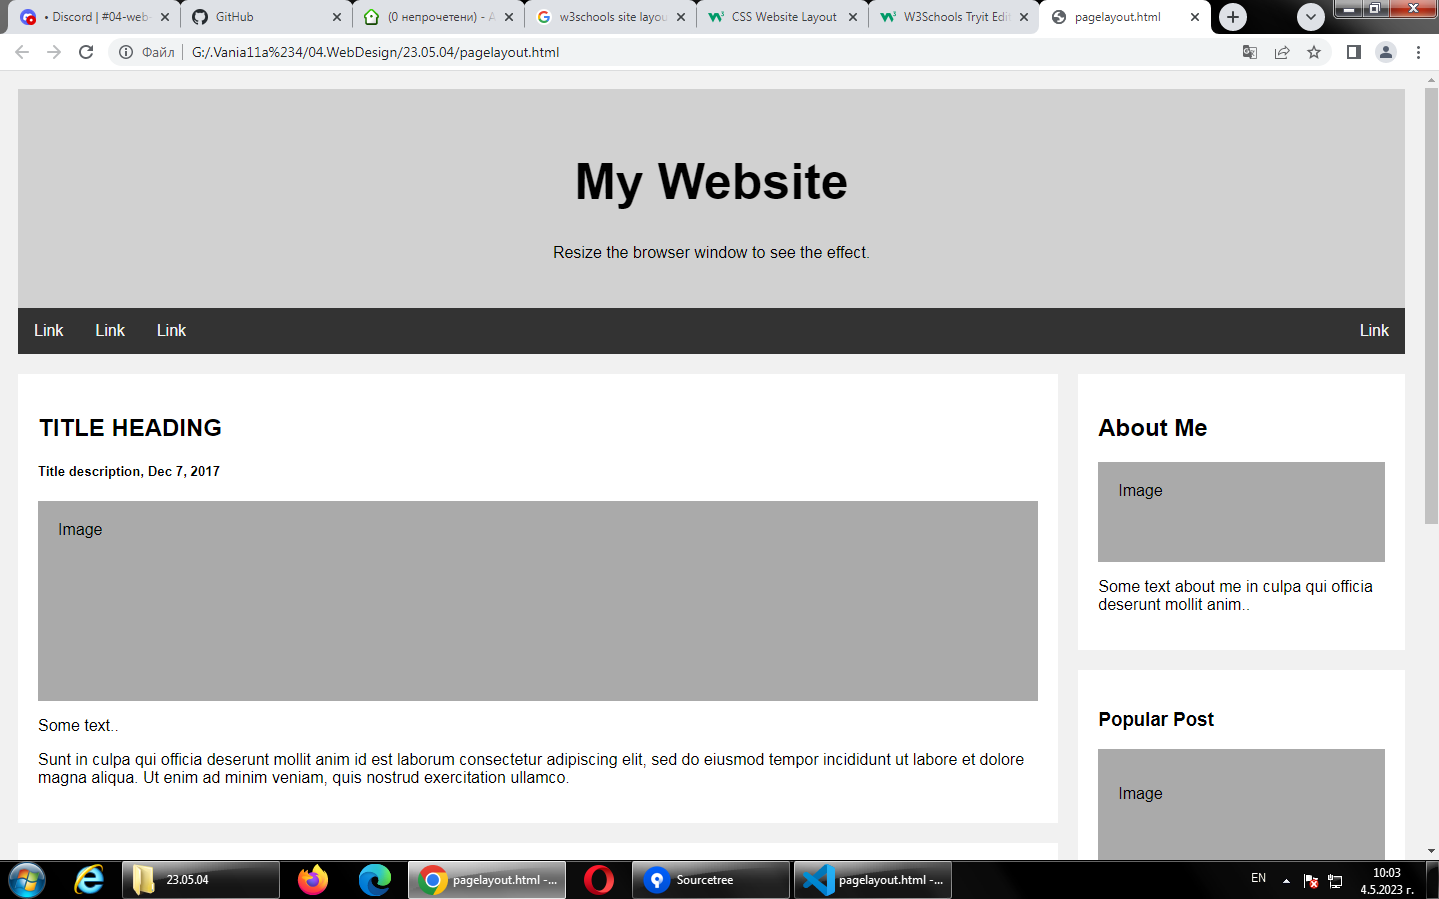 • Discord | #04-web
GitHub
(0 непрочетени) - А
w3schools site layou
CSS Website Layout
W3Schools Tryit Edit
pagelayout.html
Файл
G:/.Vania11a%234/04.WebDesign/23.05.04/pagelayout.html
My Website
Resize the browser window to see the effect.
Link Link Link Link
TITLE HEADING
Title description, Dec 7, 2017
Image
Some text..
Sunt in culpa qui officia deserunt mollit anim id est laborum consectetur adipiscing elit, sed do eiusmod tempor incididunt ut labore et dolore
magna aliqua. Ut enim ad minim veniam, quis nostrud exercitation ullamco.
About Me
Image
Some text about me in culpa qui officia
deserunt mollit anim..
Popular Post
Image
23.05.04
pagelayout.html -...
Sourcetree
pagelayout.html -...
EN
10:03
4.5.2023 г.